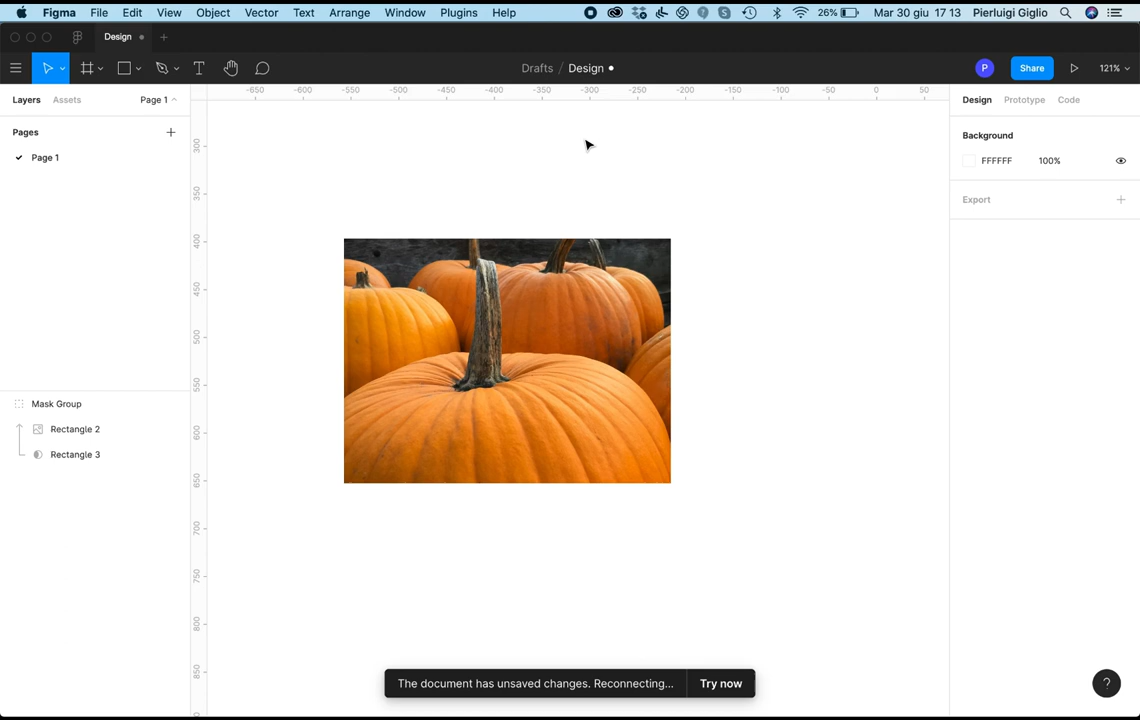 Figma File Edit View Object Vector Text Arrange Window Plugins Help 26% Mar 30 giu 17 13 Pierluigi Giglio
Design
Drafts / Design P Share 121%
Layers Assets Page 1
Pages
Page 1
Mask Group
Rectangle 2
Rectangle 3
-650 -600 -550 -500 -450 -400 -350 -300 -250 -200 -150 -100 -50 0 50
300
350
400
450
500
550
600
650
700
750
800
850
Design Prototype Code
Background
FFFFFF 100%
Export
The document has unsaved changes. Reconnecting... Try now
?